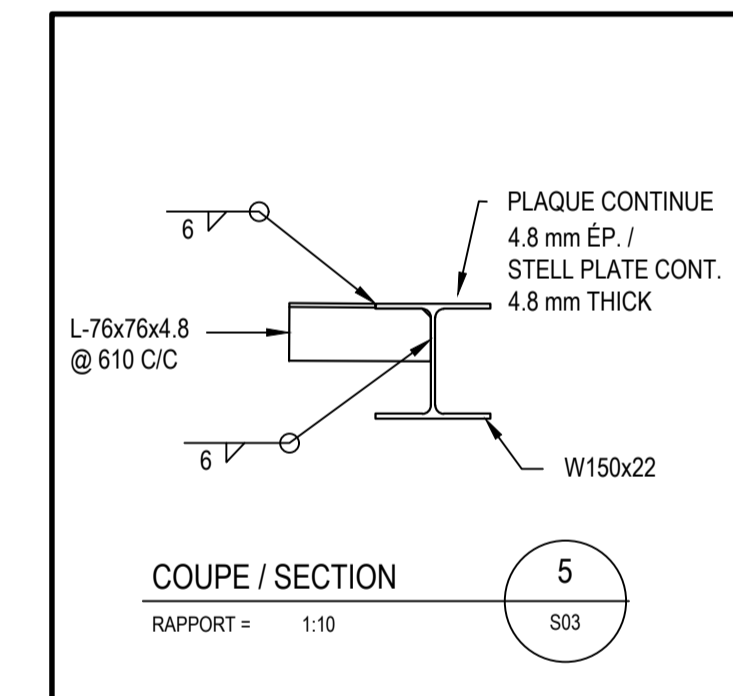 PLAQUE CONTINUE
4.8 mm ÉP. /
STELL PLATE CONT.
4.8 mm THICK
6
L-76x76x4.8
@ 610 C/C
6
W150x22
COUPE / SECTION
5
RAPPORT = 1:10
S03